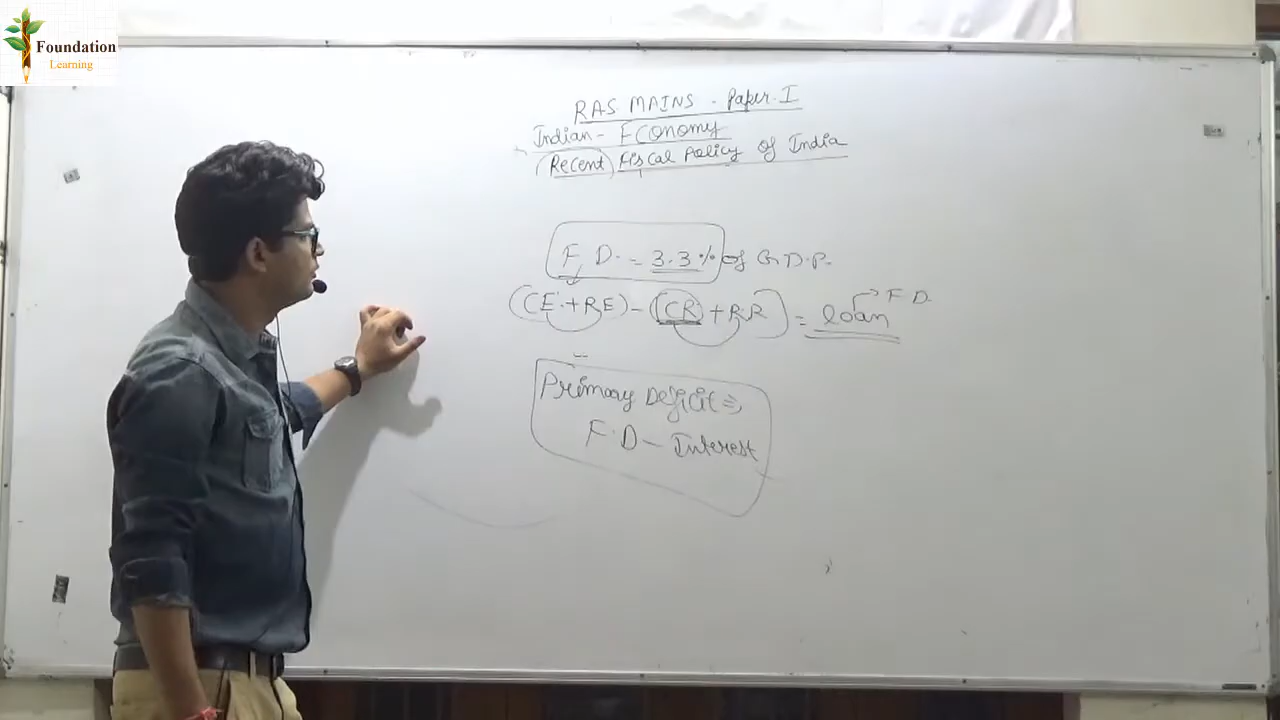 Foundation
Learning
RAS MAINS - Paper-I
Indian - Economy
Recent Fiscal Policy of India
F. D. = 3.3% of G.D.P.
(CE + RE) - [CR + RR] = loan → F.D.
Primary Deficit ⇒
F.D - Interest